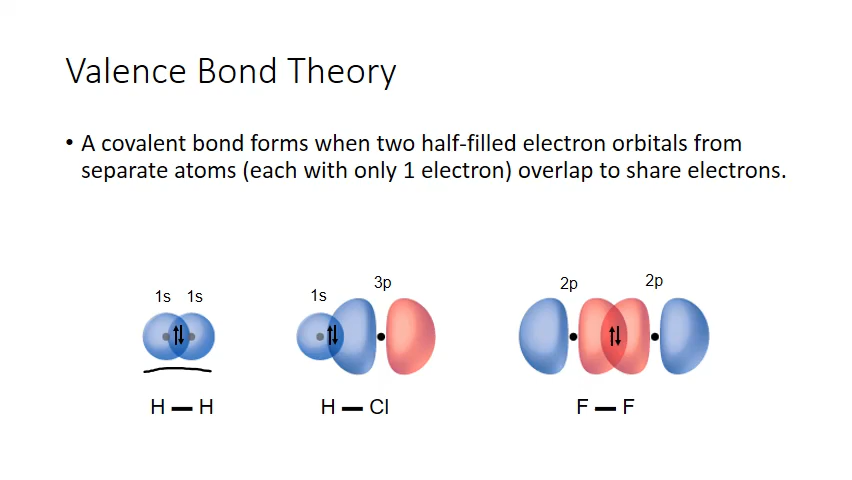 Valence Bond Theory
• A covalent bond forms when two half-filled electron orbitals from
separate atoms (each with only 1 electron) overlap to share electrons.
1s 1s
1s 3p
2p 2p
H — H
H — Cl
F — F